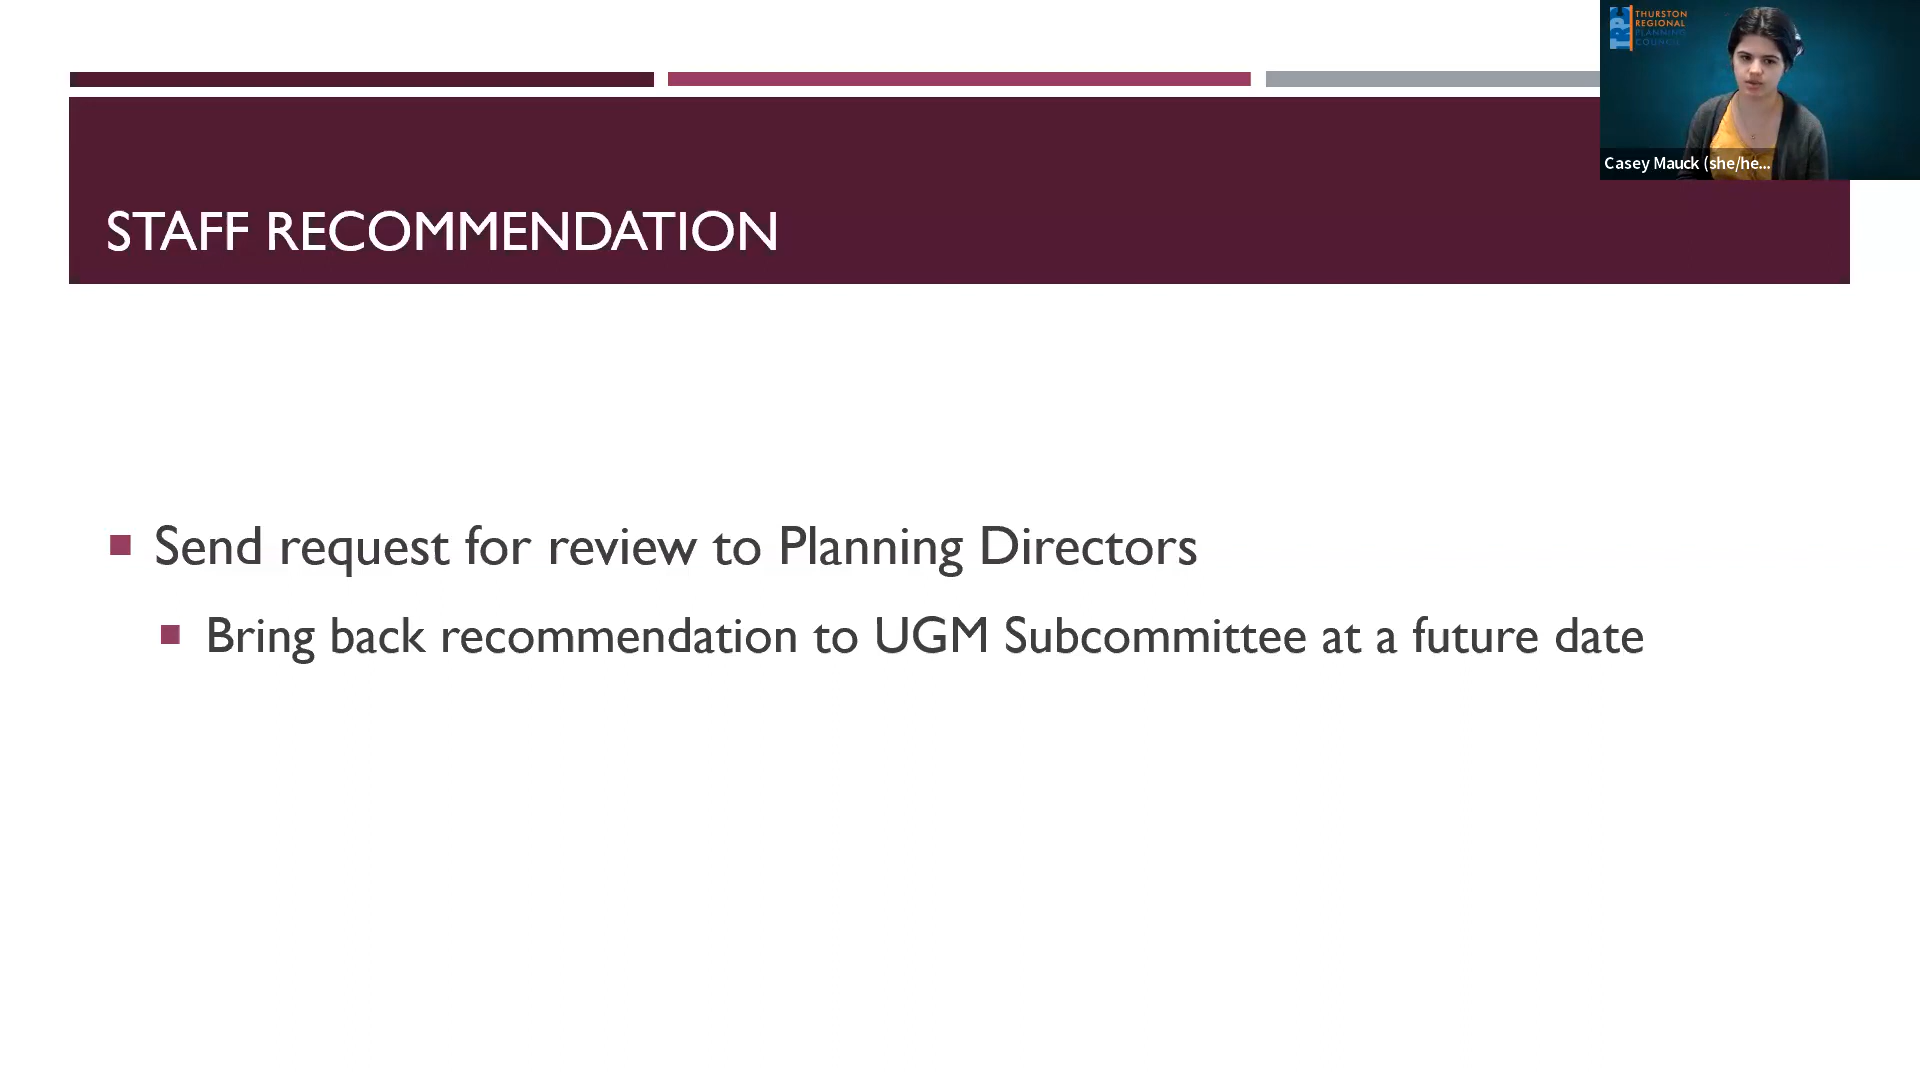 TRPC
THURSTON
REGIONAL
PLANNING
COUNCIL
Casey Mauck (she/he...
STAFF RECOMMENDATION
Send request for review to Planning Directors
Bring back recommendation to UGM Subcommittee at a future date